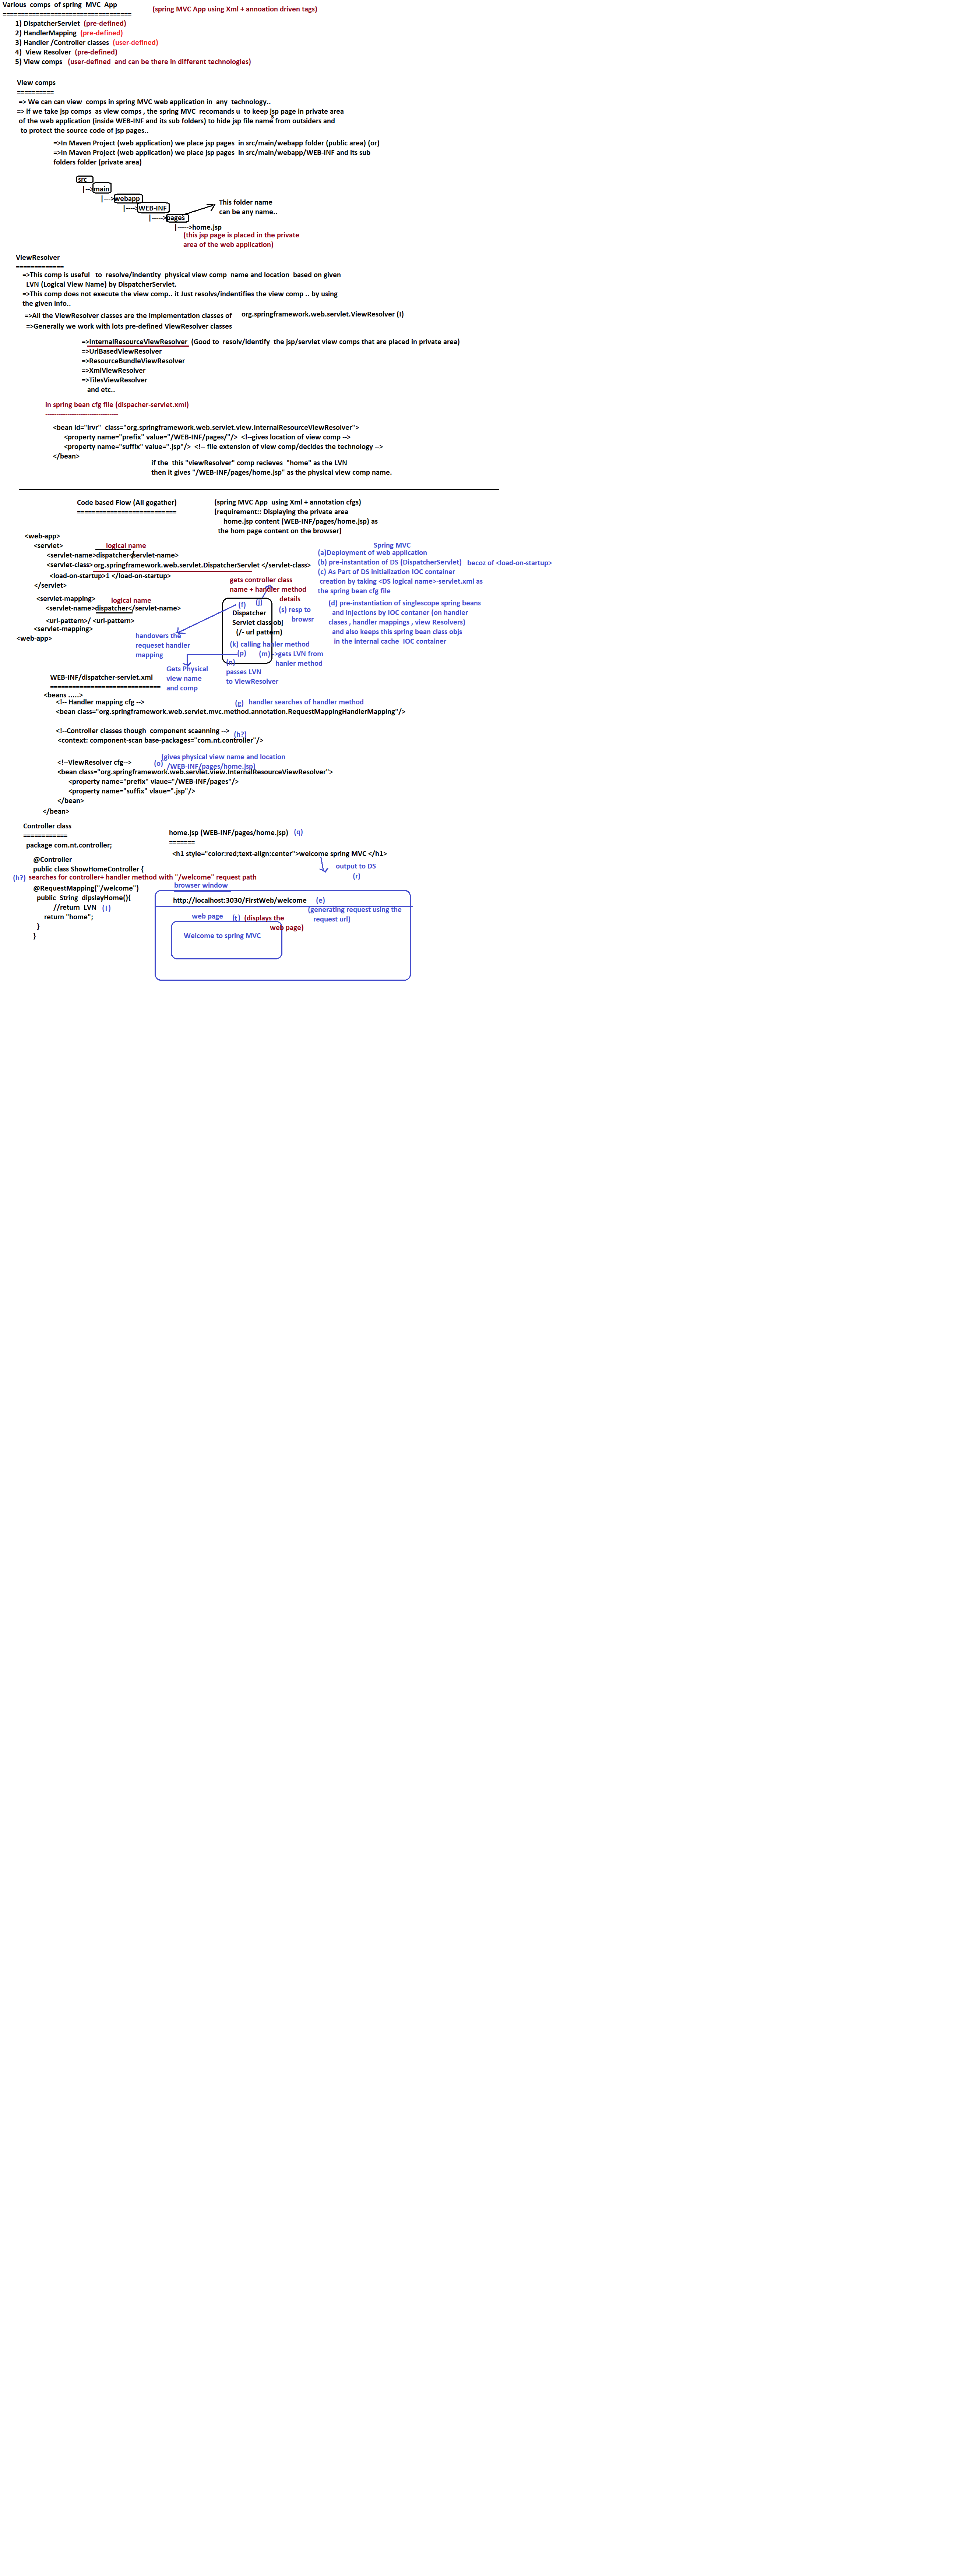 Various  comps  of spring  MVC  App
(spring MVC App using Xml + annoation driven tags)
===================================
1) DispatcherServlet  (pre-defined)
2) HandlerMapping  (pre-defined)
3) Handler /Controller classes  (user-defined)
4)  View Resolver  (pre-defined)
5) View comps   (user-defined  and can be there in different technologies)
View comps
==========
=> We can can view  comps in spring MVC web application in  any  technology..
=> if we take jsp comps  as view comps , the spring MVC  recomands u  to keep jsp page in private area
of the web application (inside WEB-INF and its sub folders) to hide jsp file name from outsiders and
to protect the source code of jsp pages..
=>In Maven Project (web application) we place jsp pages  in src/main/webapp folder (public area) (or)
=>In Maven Project (web application) we place jsp pages  in src/main/webapp/WEB-INF and its sub
folders folder (private area)
src
|-->main
|--->webapp
|---->WEB-INF
|----->pages
|----->home.jsp
This folder name
can be any name..
(this jsp page is placed in the private
area of the web application)
ViewResolver
=============
=>This comp is useful   to  resolve/indentity  physical view comp  name and location  based on given
LVN (Logical View Name) by DispatcherServlet.
=>This comp does not execute the view comp.. it Just resolvs/indentifies the view comp .. by using
the given info..
=>All the ViewResolver classes are the implementation classes of    org.springframework.web.servlet.ViewResolver (I)
=>Generally we work with lots pre-defined ViewResolver classes
=>InternalResourceViewResolver  (Good to  resolv/identify  the jsp/servlet view comps that are placed in private area)
=>UrlBasedViewResolver
=>ResourceBundleViewResolver
=>XmlViewResolver
=>TilesViewResolver
and etc..
in spring bean cfg file (dispacher-servlet.xml)
----------------------------------
<bean id="irvr"  class="org.springframework.web.servlet.view.InternalResourceViewResolver">
<property name="prefix" value="/WEB-INF/pages/"/>  <!--gives location of view comp -->
<property name="suffix" value=".jsp"/>  <!-- file extension of view comp/decides the technology -->
</bean>
if the  this "viewResolver" comp recieves  "home" as the LVN
then it gives "/WEB-INF/pages/home.jsp" as the physical view comp name.
Code based Flow (All gogather)
===========================
(spring MVC App  using Xml + annotation cfgs)
[requirement:: Displaying the private area
home.jsp content (WEB-INF/pages/home.jsp) as
the hom page content on the browser]
<web-app>
<servlet>
logical name
<servlet-name>dispatcher</servlet-name>
<servlet-class>org.springframework.web.servlet.DispatcherServlet </servlet-class>
<load-on-startup>1 </load-on-startup>
</servlet>
<servlet-mapping>
logical name
<servlet-name>dispatcher</servlet-name>
<url-pattern>/ <url-pattern>
<servlet-mapping>
<web-app>
Spring MVC
(a)Deployment of web application
(b) pre-instantation of DS (DispatcherServlet)   becoz of <load-on-startup>
(c) As Part of DS initialization IOC container
creation by taking <DS logical name>-servlet.xml as
the spring bean cfg file
(d) pre-instantiation of singlescope spring beans
and injections by IOC contaner (on handler
clases , handler mappings , view Resolvers)
and also keeps this spring bean class objs
in the internal cache  IOC container
gets controller class
name + handler method
details
(f)
(j)
Dispatcher
Servlet class obj
(/- url pattern)
(s) resp to
browsr
handovers the
requeset handler
mapping
(k) calling hanler method
(p)
(m)-->gets LVN from
hanler method
(n)
passes LVN
to ViewResolver
Gets Physical
view name
and comp
WEB-INF/dispatcher-servlet.xml
==============================
<beans .....>
<!-- Handler mapping cfg -->
(g)   handler searches of handler method
<bean class="org.springframework.web.servlet.mvc.method.annotation.RequestMappingHandlerMapping"/>
<!--Controller classes though  component scaanning -->
(h?)
<context: component-scan base-packages="com.nt.controller"/>
(gives physical view name and location
<!--ViewResolver cfg-->
(o)
/WEB-INF/pages/home.jsp)
<bean class="org.springframework.web.servlet.view.InternalResourceViewResolver">
<property name="prefix" vlaue="/WEB-INF/pages"/>
<property name="suffix" vlaue=".jsp"/>
</bean>
</bean>
Controller class
============
package com.nt.controller;
@Controller
public class ShowHomeController {
(h?)  searches for controller+ handler method with "/welcome" request path
@RequestMapping("/welcome")
public  String  dipslayHome(){
//return  LVN   (l)
return "home";
}
}
home.jsp (WEB-INF/pages/home.jsp)   (q)
=======
<h1 style="color:red;text-align:center">welcome spring MVC </h1>
output to DS
(r)
browser window
http://localhost:3030/FirstWeb/welcome     (e)
(generating request using the
request url)
web page
(t)  (displays the
web page)
Welcome to spring MVC